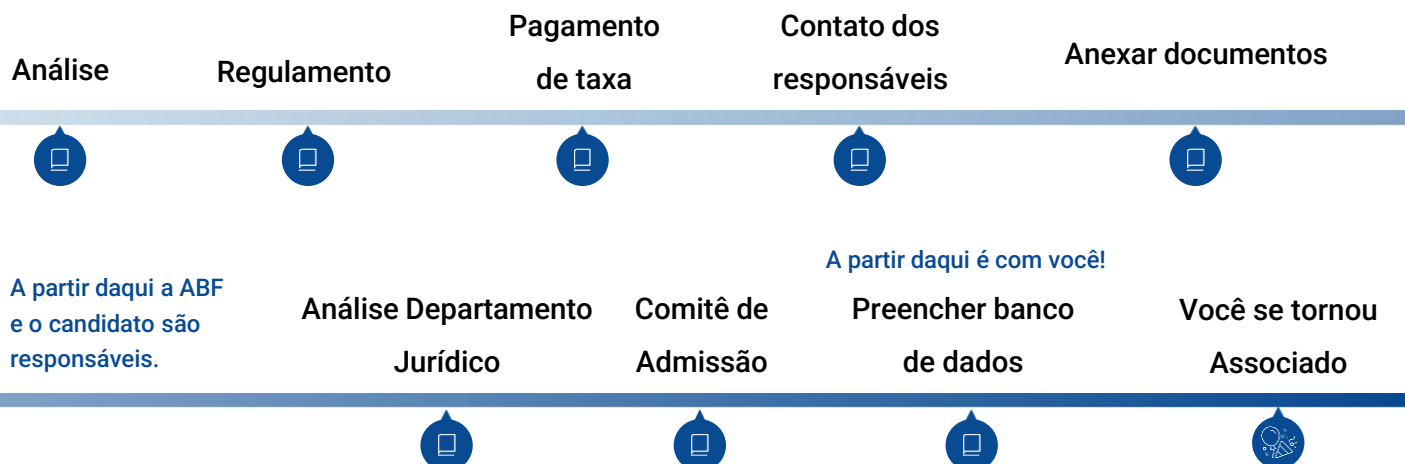 Análise
Regulamento
Pagamento
de taxa
Contato dos
responsáveis
Anexar documentos
A partir daqui a ABF
e o candidato são
responsáveis.
Análise Departamento
Jurídico
Comitê de
Admissão
A partir daqui é com você!
Preencher banco
de dados
Você se tornou
Associado